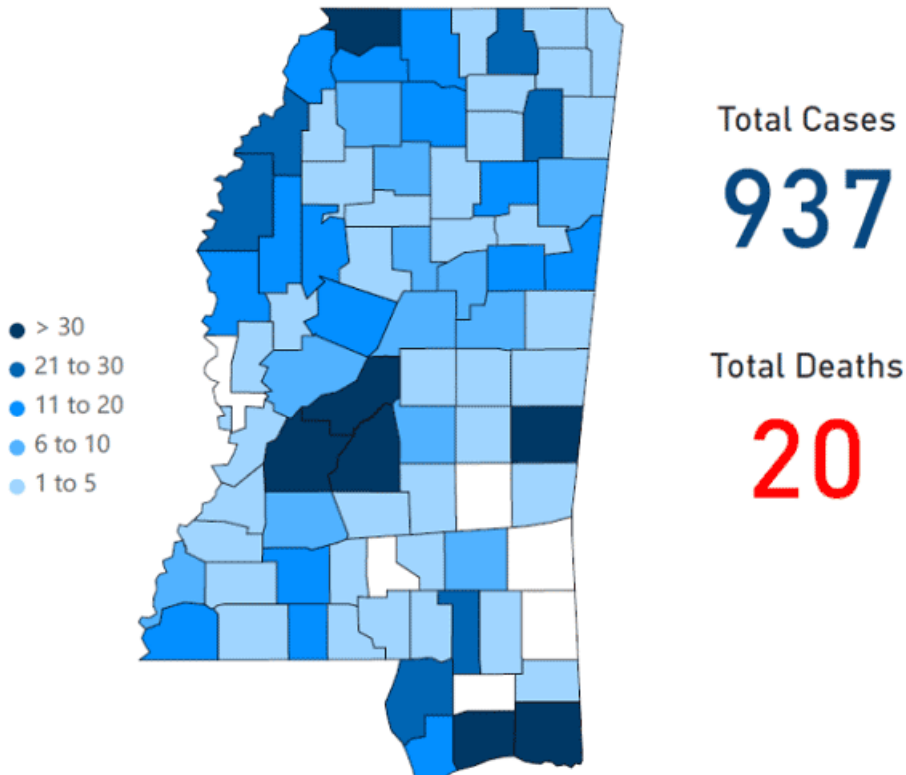 Total Cases
937
> 30
21 to 30
11 to 20
6 to 10
1 to 5
Total Deaths
20